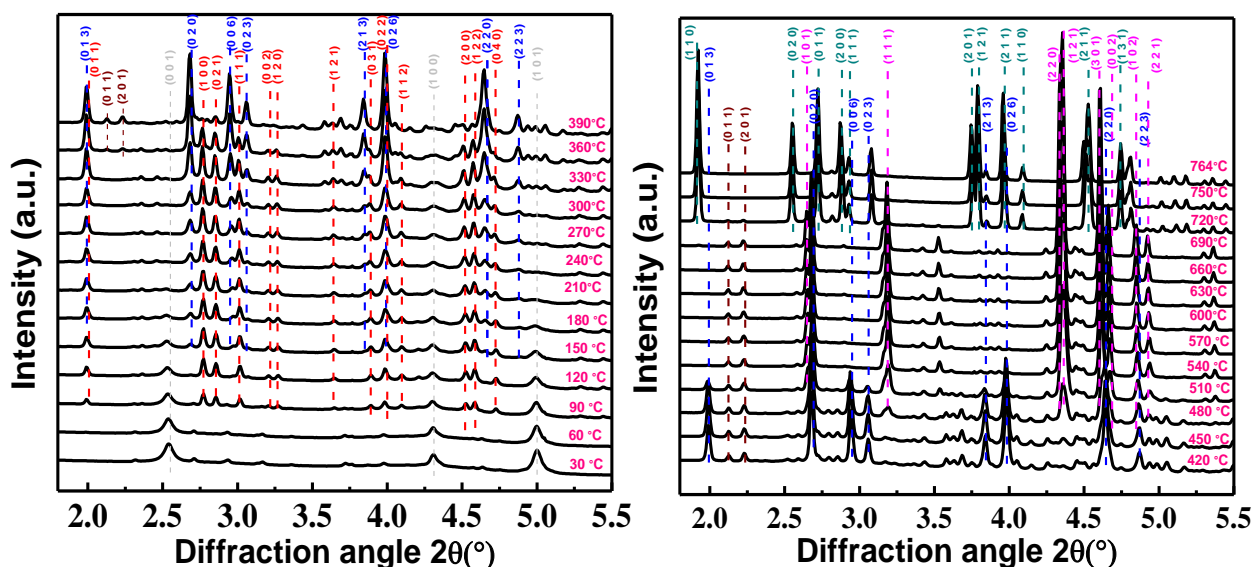 (0 1 3)
(0 1 1)
(0 1 1)
(2 0 1)
(0 2 0)
(1 0 0)
(0 2 1)
(0 0 6)
(1 1 1)
(0 2 3)
(0 0 2)
(1 2 0)
(1 2 1)
(2 1 3)
(0 3 1)
(0 2 2)
(0 2 6)
(1 1 2)
(1 0 0)
(2 0 0)
(1 2 2)
(2 2 0)
(0 4 0)
(2 2 3)
(1 0 1)
(0 0 1)
390°C
360°C
330°C
300°C
270°C
240°C
210°C
180 °C
150 °C
120 °C
90 °C
60 °C
30 °C
Intensity (a.u.)
2.0 2.5 3.0 3.5 4.0 4.5 5.0 5.5
Diffraction angle 2θ(°)
(1 1 0)
(0 1 3)
(0 1 1)
(2 0 1)
(0 2 0)
(1 0 1)
(0 1 1)
(0 2 0)
(2 0 0)
(1 1 1)
(0 0 6)
(0 2 3)
(1 1 1)
(2 0 1)
(1 2 1)
(2 1 3)
(2 1 1)
(0 2 6)
(1 1 0)
(2 2 0)
(1 2 1)
(2 1 1)
(3 0 1)
(0 0 2)
(2 2 0)
(1 3 1)
(1 0 2)
(2 2 3)
(2 2 1)
764°C
750°C
720°C
690°C
660°C
630°C
600°C
570°C
540°C
510°C
480°C
450°C
420°C
Intensity (a.u.)
2.0 2.5 3.0 3.5 4.0 4.5 5.0 5.5
Diffraction angle 2θ(°)